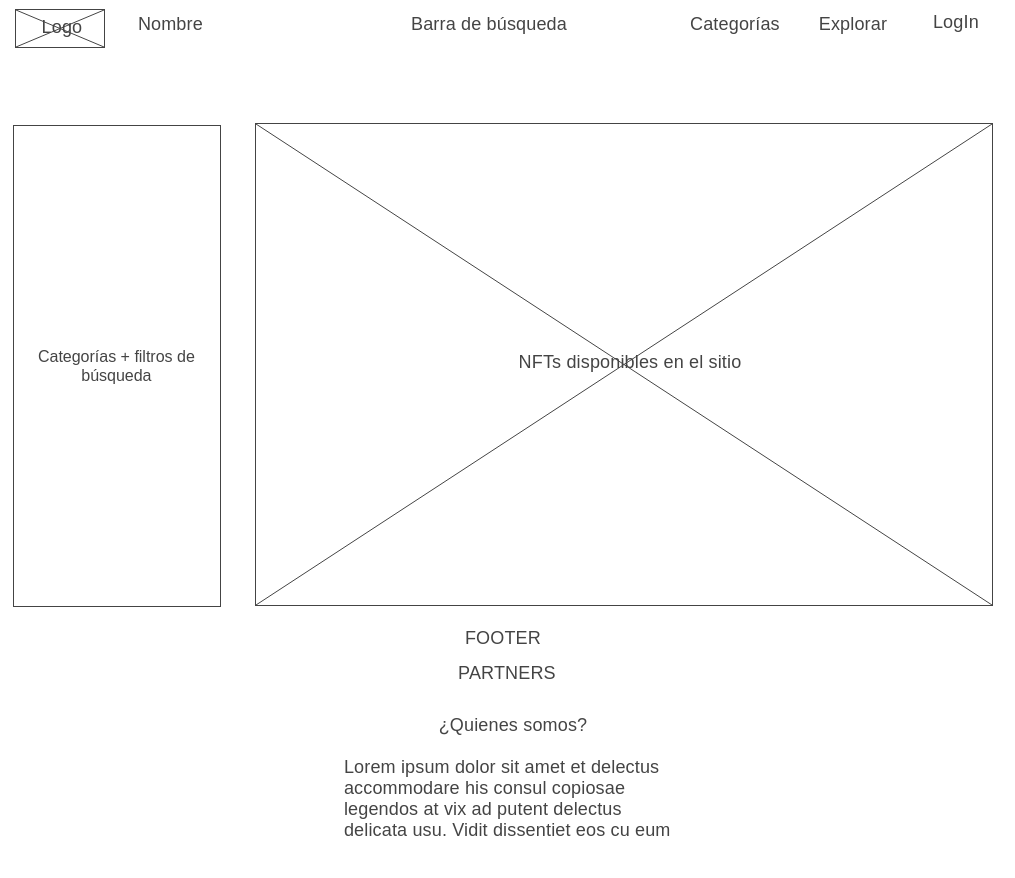 Logo
Nombre
Barra de búsqueda
Categorías
Explorar
LogIn
Categorías + filtros de
búsqueda
NFTs disponibles en el sitio
FOOTER
PARTNERS
¿Quienes somos?
Lorem ipsum dolor sit amet et delectus
accommodare his consul copiosae
legendos at vix ad putent delectus
delicata usu. Vidit dissentiet eos cu eum